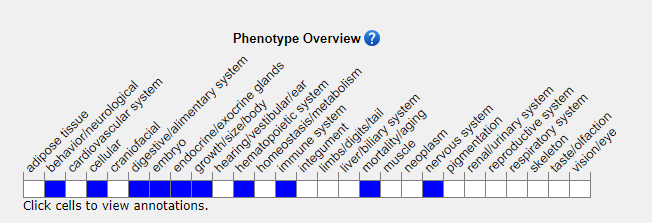 Phenotype Overview ?
adipose tissue
behavior/neurological
cardiovascular system
cellular
craniofacial
digestive/alimentary system
embryo
endocrine/exocrine glands
growth/size/body
hearing/vestibular/ear
hematopoietic system
homeostasis/metabolism
immune system
integument
limbs/digits/tail
liver/biliary system
mortality/aging
muscle
neoplasm
nervous system
pigmentation
renal/urinary system
reproductive system
respiratory system
skeleton
taste/olfaction
vision/eye
Click cells to view annotations.